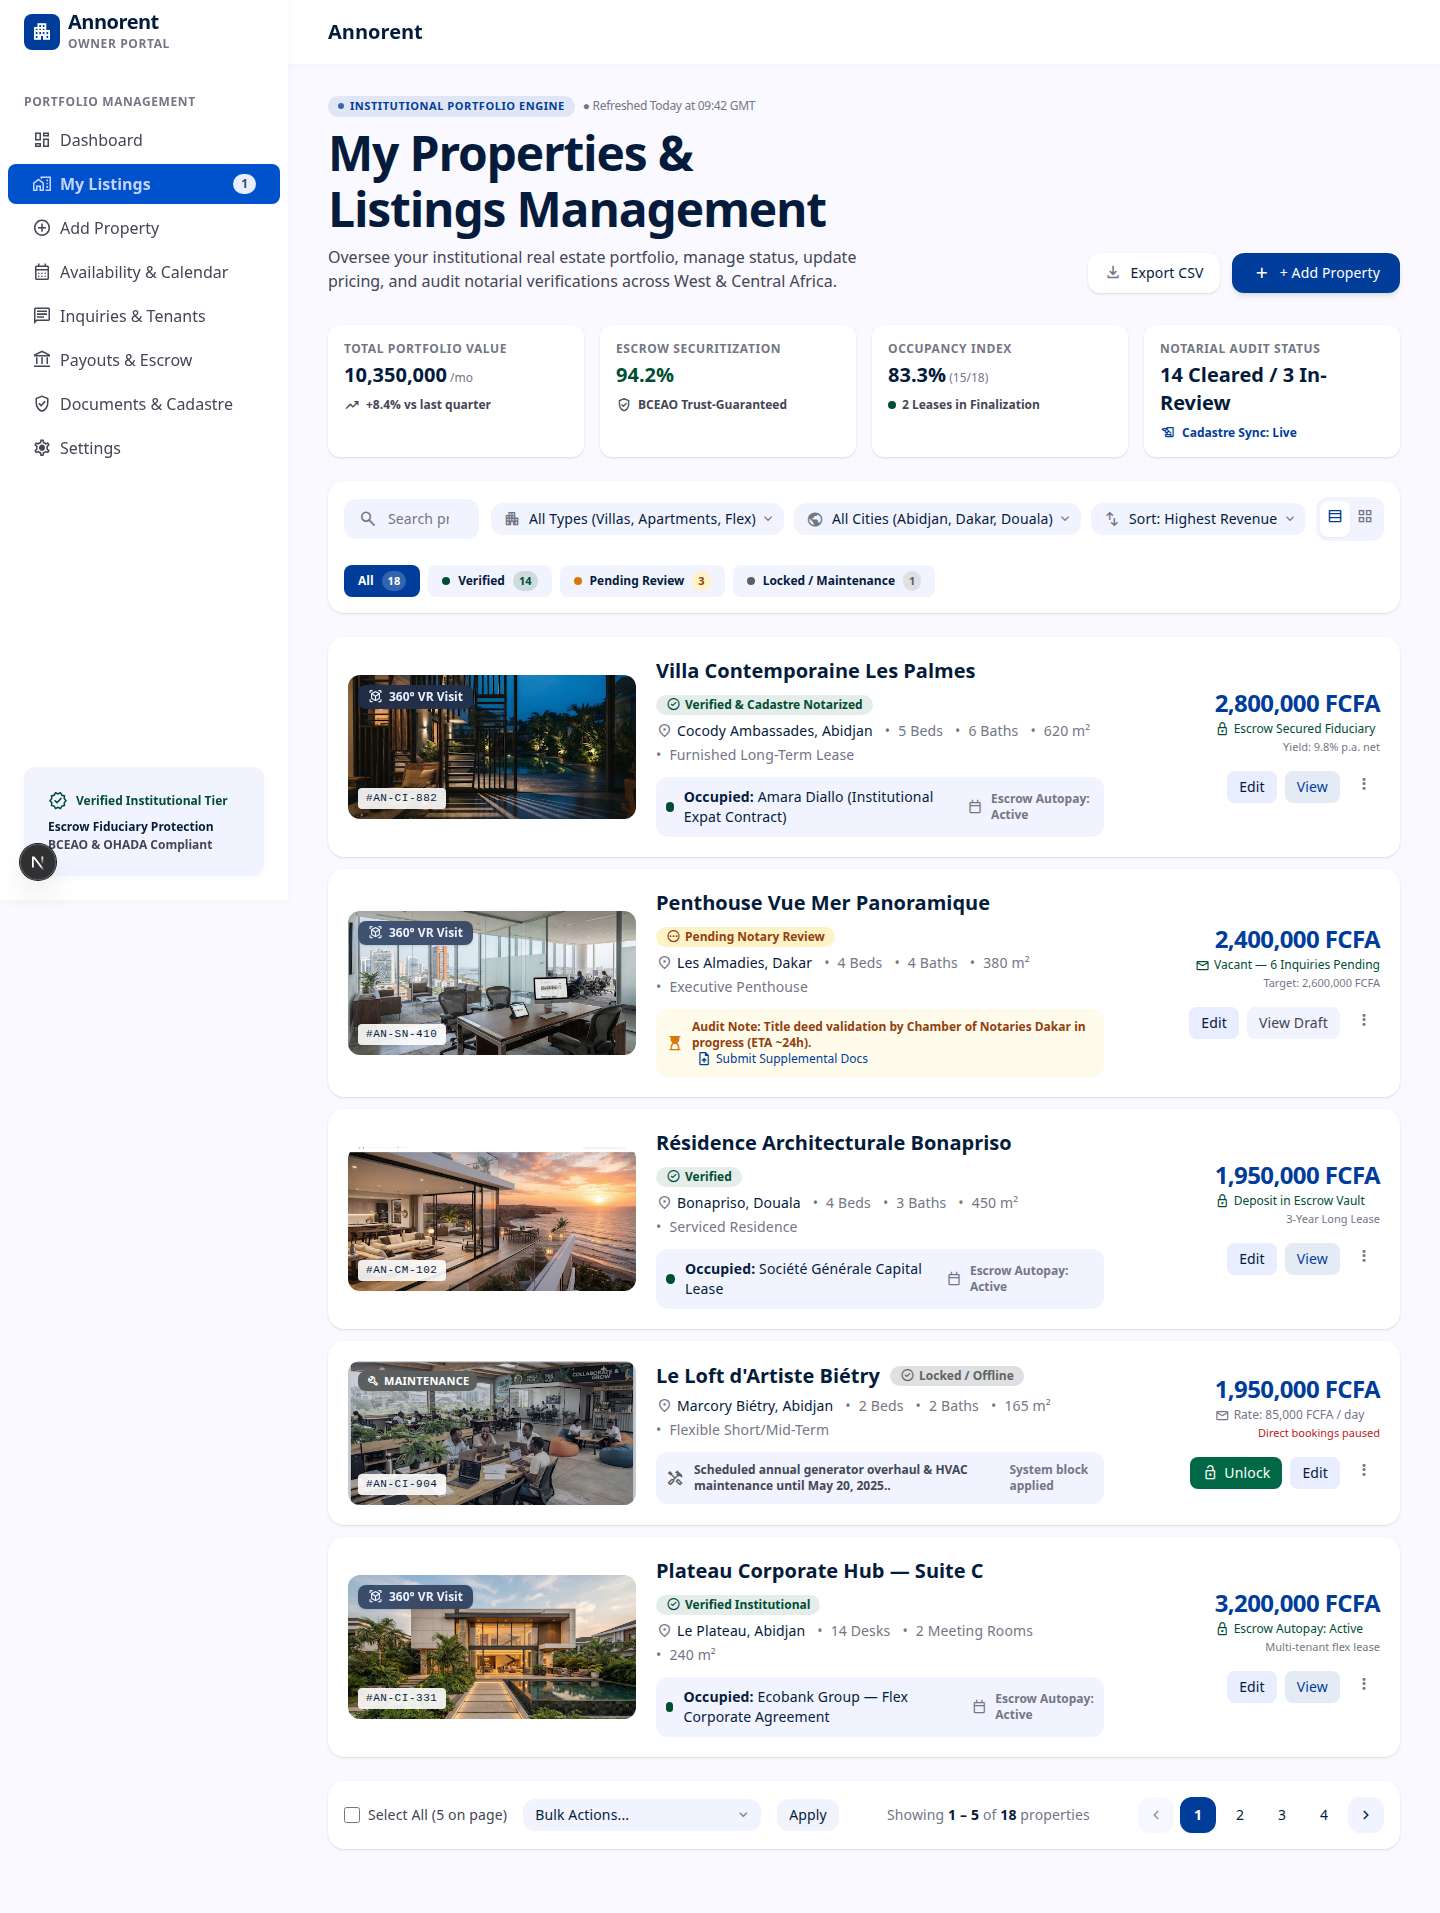 Annorent
OWNER PORTAL
PORTFOLIO MANAGEMENT
Dashboard
My Listings 1
Add Property
Availability & Calendar
Inquiries & Tenants
Payouts & Escrow
Documents & Cadastre
Settings
Verified Institutional Tier
Escrow Fiduciary Protection
BCEAO & OHADA Compliant
N
Annorent
INSTITUTIONAL PORTFOLIO ENGINE ● Refreshed Today at 09:42 GMT
My Properties &
Listings Management
Oversee your institutional real estate portfolio, manage status, update
pricing, and audit notarial verifications across West & Central Africa.
Export CSV
+ Add Property
TOTAL PORTFOLIO VALUE
10,350,000 /mo
+8.4% vs last quarter
ESCROW SECURITIZATION
94.2%
BCEAO Trust-Guaranteed
OCCUPANCY INDEX
83.3% (15/18)
2 Leases in Finalization
NOTARIAL AUDIT STATUS
14 Cleared / 3 In-
Review
Cadastre Sync: Live
Search pr
All Types (Villas, Apartments, Flex)
All Cities (Abidjan, Dakar, Douala)
Sort: Highest Revenue
All 18
Verified 14
Pending Review 3
Locked / Maintenance 1
360° VR Visit
#AN-CI-882
Villa Contemporaine Les Palmes
Verified & Cadastre Notarized
Cocody Ambassades, Abidjan • 5 Beds • 6 Baths • 620 m²
• Furnished Long-Term Lease
Occupied: Amara Diallo (Institutional
Expat Contract)
Escrow Autopay:
Active
2,800,000 FCFA
Escrow Secured Fiduciary
Yield: 9.8% p.a. net
Edit
View
360° VR Visit
#AN-SN-410
Penthouse Vue Mer Panoramique
Pending Notary Review
Les Almadies, Dakar • 4 Beds • 4 Baths • 380 m²
• Executive Penthouse
Audit Note: Title deed validation by Chamber of Notaries Dakar in
progress (ETA ~24h).
Submit Supplemental Docs
2,400,000 FCFA
Vacant — 6 Inquiries Pending
Target: 2,600,000 FCFA
Edit
View Draft
#AN-CM-102
Résidence Architecturale Bonapriso
Verified
Bonapriso, Douala • 4 Beds • 3 Baths • 450 m²
• Serviced Residence
Occupied: Société Générale Capital
Lease
Escrow Autopay:
Active
1,950,000 FCFA
Deposit in Escrow Vault
3-Year Long Lease
Edit
View
MAINTENANCE
COLLABORATE &
GROW
#AN-CI-904
Le Loft d'Artiste Biétry
Locked / Offline
Marcory Biétry, Abidjan • 2 Beds • 2 Baths • 165 m²
• Flexible Short/Mid-Term
Scheduled annual generator overhaul & HVAC
maintenance until May 20, 2025..
System block
applied
1,950,000 FCFA
Rate: 85,000 FCFA / day
Direct bookings paused
Unlock
Edit
360° VR Visit
#AN-CI-331
Plateau Corporate Hub — Suite C
Verified Institutional
Le Plateau, Abidjan • 14 Desks • 2 Meeting Rooms
• 240 m²
Occupied: Ecobank Group — Flex
Corporate Agreement
Escrow Autopay:
Active
3,200,000 FCFA
Escrow Autopay: Active
Multi-tenant flex lease
Edit
View
Select All (5 on page)
Bulk Actions...
Apply
Showing 1 – 5 of 18 properties
1 2 3 4